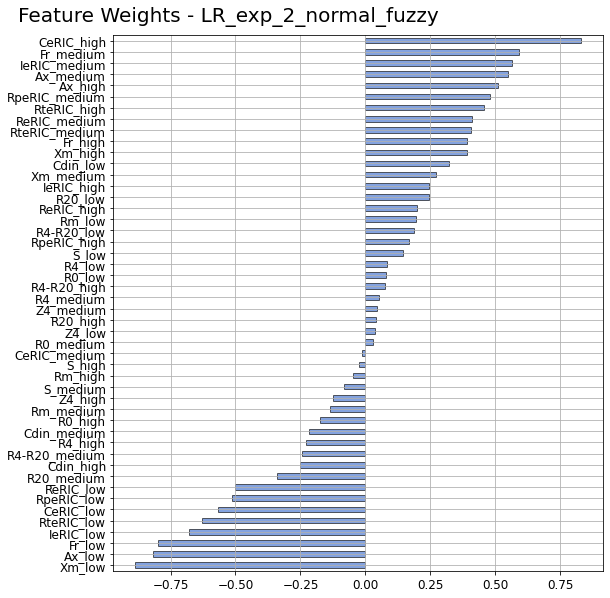 Feature Weights - LR_exp_2_normal_fuzzy
CeRIC_high
Fr_medium
IeRIC_medium
Ax_medium
Ax_high
RpeRIC_medium
RteRIC_high
ReRIC_medium
RteRIC_medium
Fr_high
Xm_high
Cdin_low
Xm_medium
IeRIC_high
R20_low
ReRIC_high
Rm_low
R4-R20_low
RpeRIC_high
S_low
R4_low
R0_low
R4-R20_high
R4_medium
Z4_medium
R20_high
Z4_low
R0_medium
CeRIC_medium
S_high
Rm_high
S_medium
Z4_high
Rm_medium
R0_high
Cdin_medium
R4_high
R4-R20_medium
Cdin_high
R20_medium
ReRIC_low
RpeRIC_low
CeRIC_low
RteRIC_low
IeRIC_low
Fr_low
Ax_low
Xm_low
−0.75 −0.50 −0.25 0.00 0.25 0.50 0.75